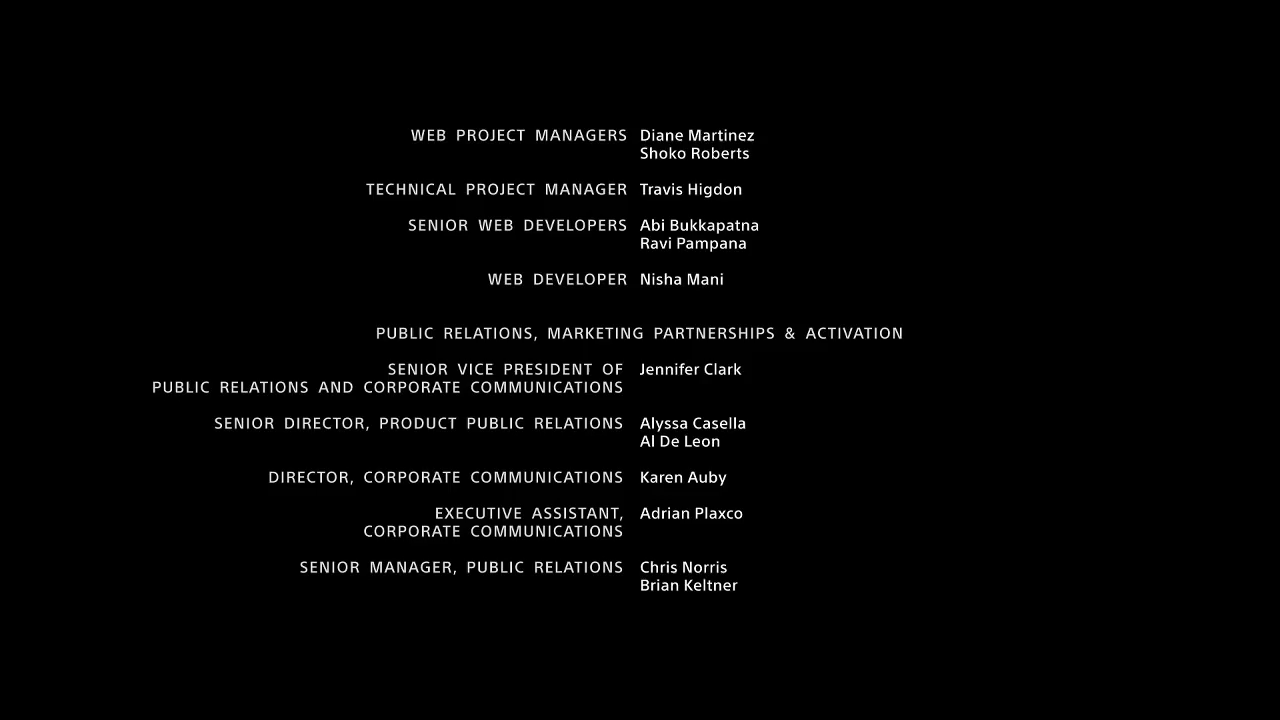 WEB PROJECT MANAGERS Diane Martinez
Shoko Roberts
TECHNICAL PROJECT MANAGER Travis Higdon
SENIOR WEB DEVELOPERS Abi Bukkapatna
Ravi Pampana
WEB DEVELOPER Nisha Mani
PUBLIC RELATIONS, MARKETING PARTNERSHIPS & ACTIVATION
SENIOR VICE PRESIDENT OF Jennifer Clark
PUBLIC RELATIONS AND CORPORATE COMMUNICATIONS
SENIOR DIRECTOR, PRODUCT PUBLIC RELATIONS Alyssa Casella
Al De Leon
DIRECTOR, CORPORATE COMMUNICATIONS Karen Auby
EXECUTIVE ASSISTANT, Adrian Plaxco
CORPORATE COMMUNICATIONS
SENIOR MANAGER, PUBLIC RELATIONS Chris Norris
Brian Keltner